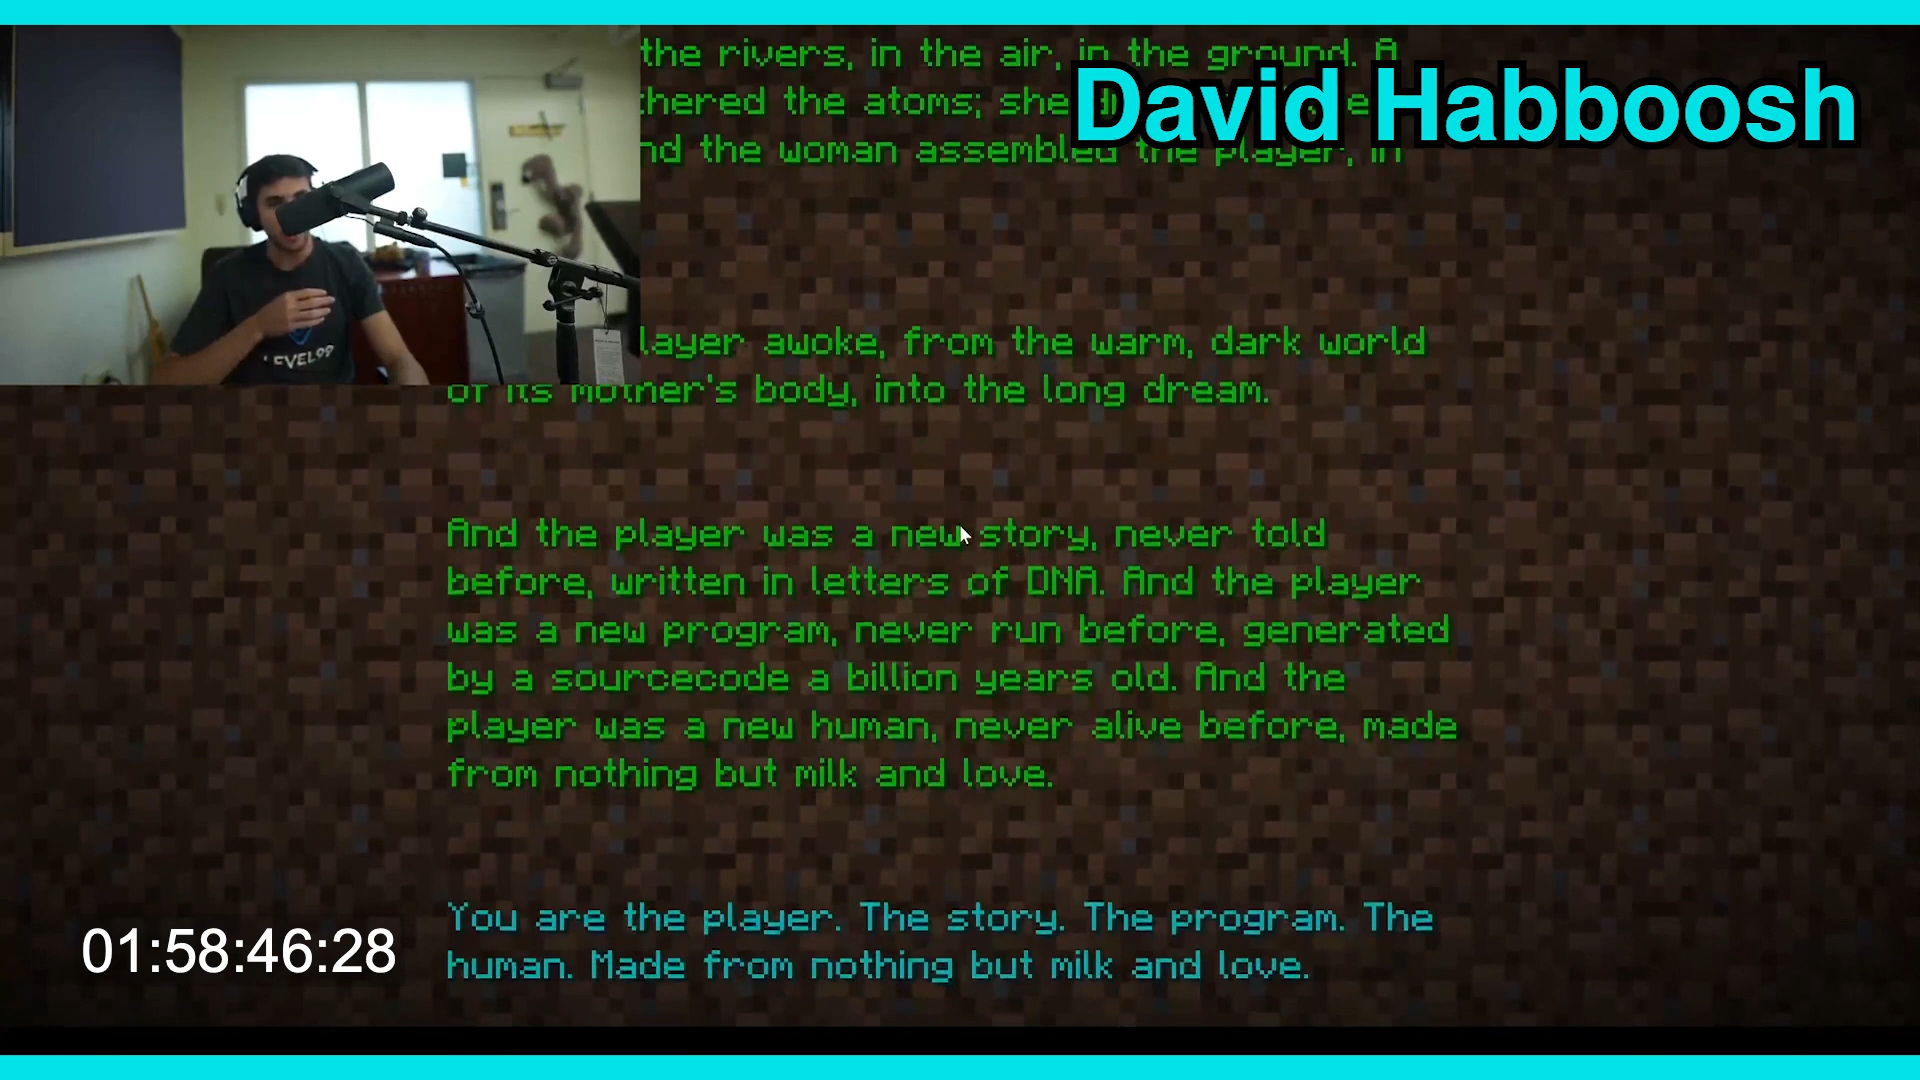 the rivers, in the air, in the ground. A
David Habboosh
the atoms; she
the woman assembled the player, in
awoke, from the warm, dark world
of its mother's body, into the long dream.
LEVEL99
And the player was a new story, never told
before, written in letters of DNA. And the player
was a new program, never run before, generated
by a sourcecode a billion years old. And the
player was a new human, never alive before, made
from nothing but milk and love.
You are the player. The story. The program. The
human. Made from nothing but milk and love.
01:58:46:28